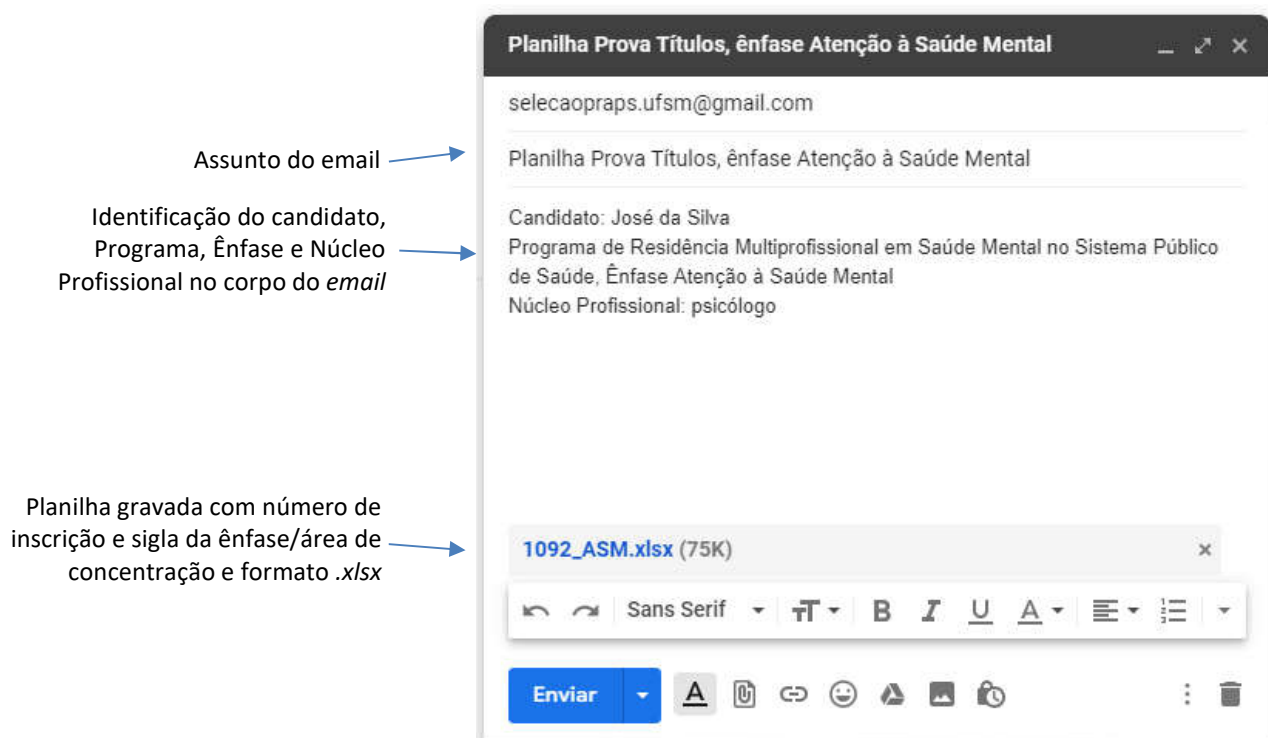 Planilha Prova Títulos, ênfase Atenção à Saúde Mental
selecaopraps.ufsm@gmail.com
Assunto do email
Planilha Prova Títulos, ênfase Atenção à Saúde Mental
Identificação do candidato,
Programa, Ênfase e Núcleo
Profissional no corpo do email
Candidato: José da Silva
Programa de Residência Multiprofissional em Saúde Mental no Sistema Público
de Saúde, Ênfase Atenção à Saúde Mental
Núcleo Profissional: psicólogo
Planilha gravada com número de
inscrição e sigla da ênfase/área de
concentração e formato .xlsx
1092_ASM.xlsx (75K)
Sans Serif
Enviar